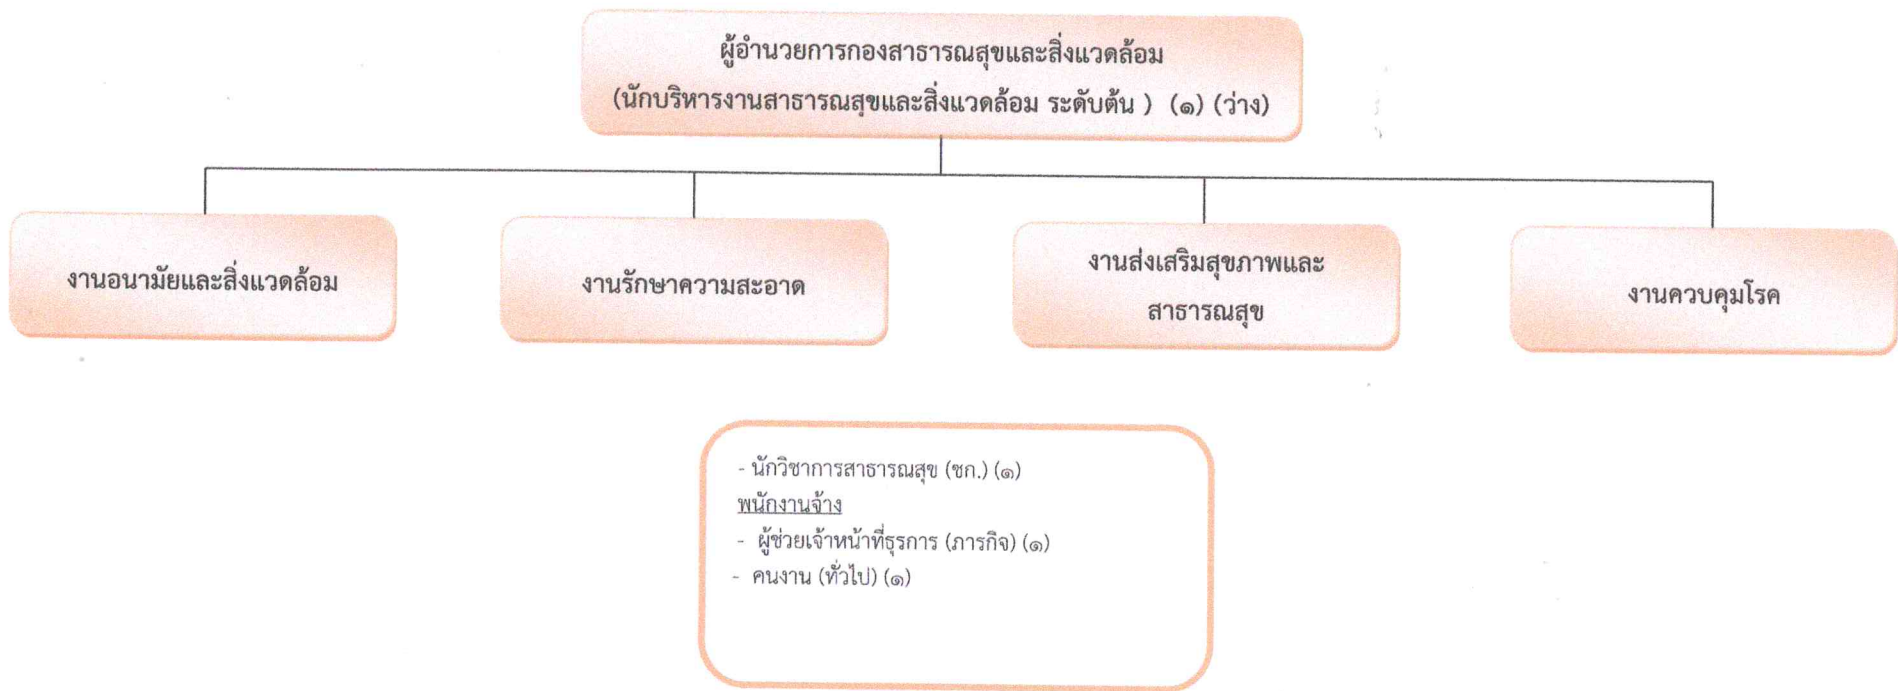 ผู้อำนวยการกองสาธารณสุขและสิ่งแวดล้อม
(นักบริหารงานสาธารณสุขและสิ่งแวดล้อม ระดับต้น ) (๑) (ว่าง)
งานอนามัยและสิ่งแวดล้อม
งานรักษาความสะอาด
งานส่งเสริมสุขภาพและ
สาธารณสุข
งานควบคุมโรค
- นักวิชาการสาธารณสุข (ชก.) (๑)
พนักงานจ้าง
- ผู้ช่วยเจ้าหน้าที่ธุรการ (ภารกิจ) (๑)
- คนงาน (ทั่วไป) (๑)